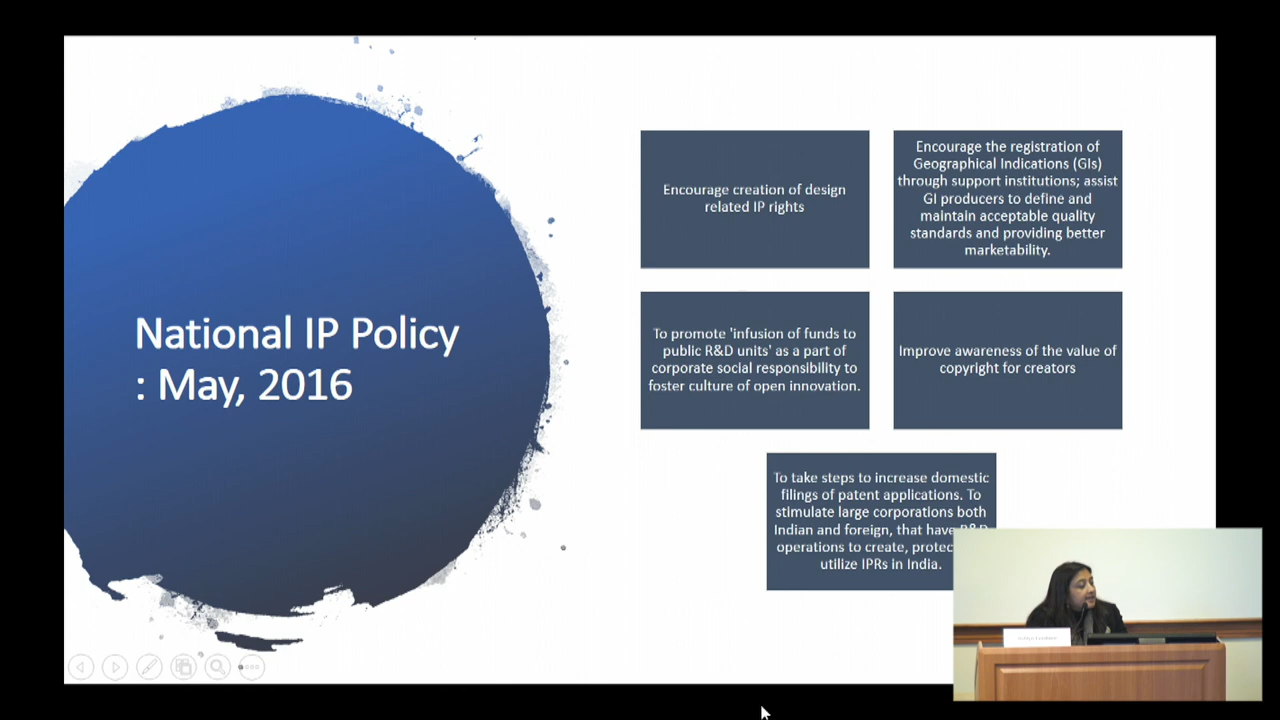 National IP Policy
: May, 2016
Encourage creation of design
related IP rights
Encourage the registration of
Geographical Indications (GIs)
through support institutions; assist
GI producers to define and
maintain acceptable quality
standards and providing better
marketability.
To promote 'infusion of funds to
public R&D units' as a part of
corporate social responsibility to
foster culture of open innovation.
Improve awareness of the value of
copyright for creators
To take steps to increase domestic
filings of patent applications. To
stimulate large corporations both
Indian and foreign, that have R&D
operations to create, protec
utilize IPRs in India.